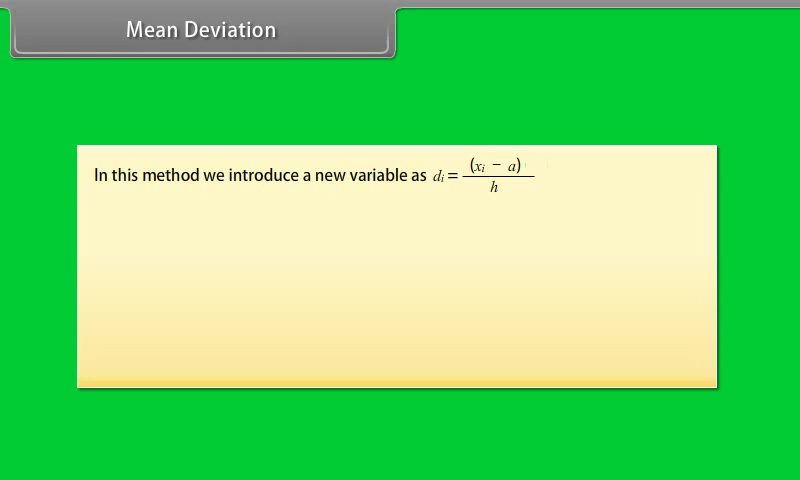 Mean Deviation
In this method we introduce a new variable as dᵢ = (xᵢ − a) / h